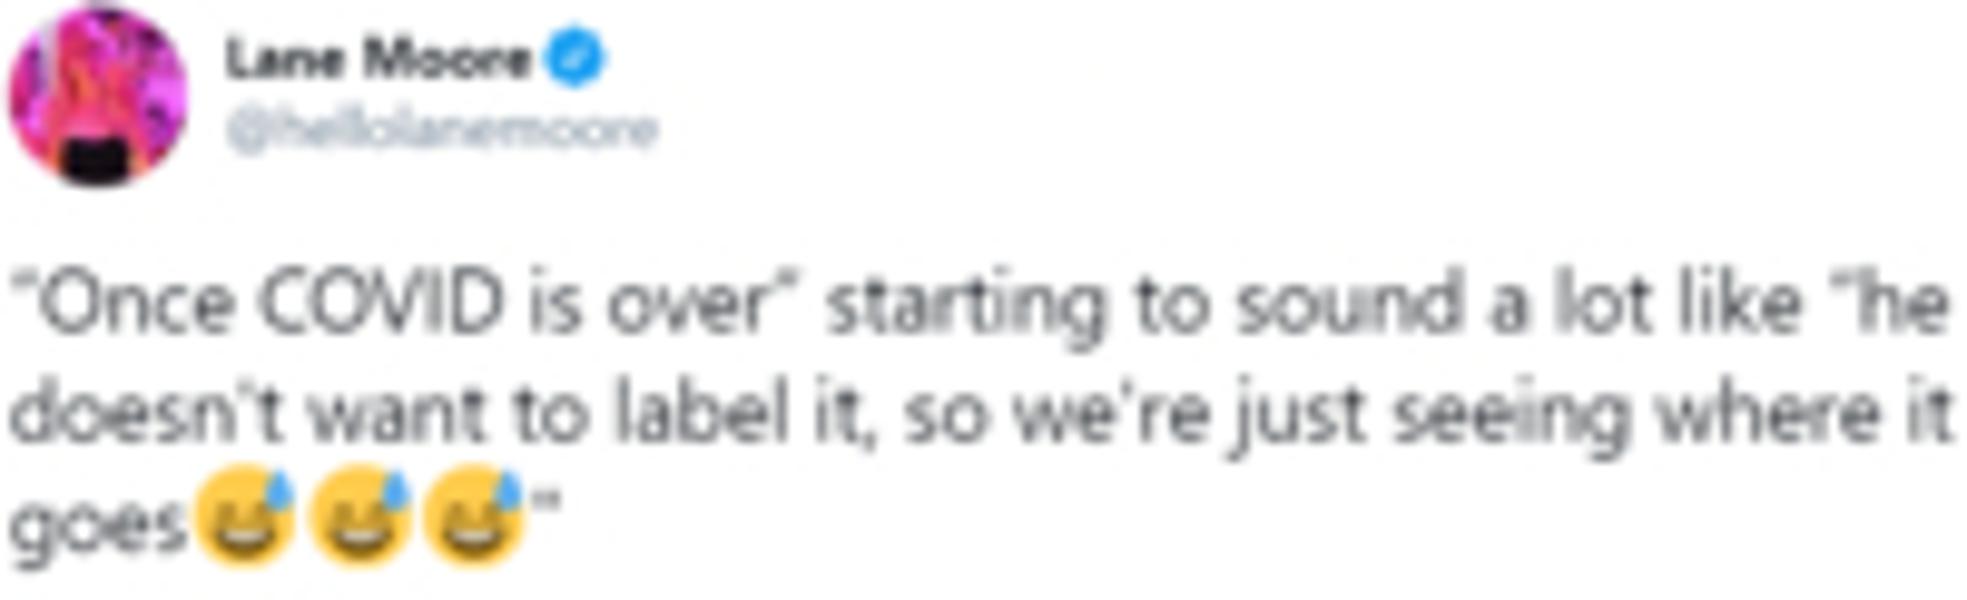 Lane Moore
@hellolanemoore
"Once COVID is over" starting to sound a lot like "he
doesn't want to label it, so we're just seeing where it
goes😅😅😅"